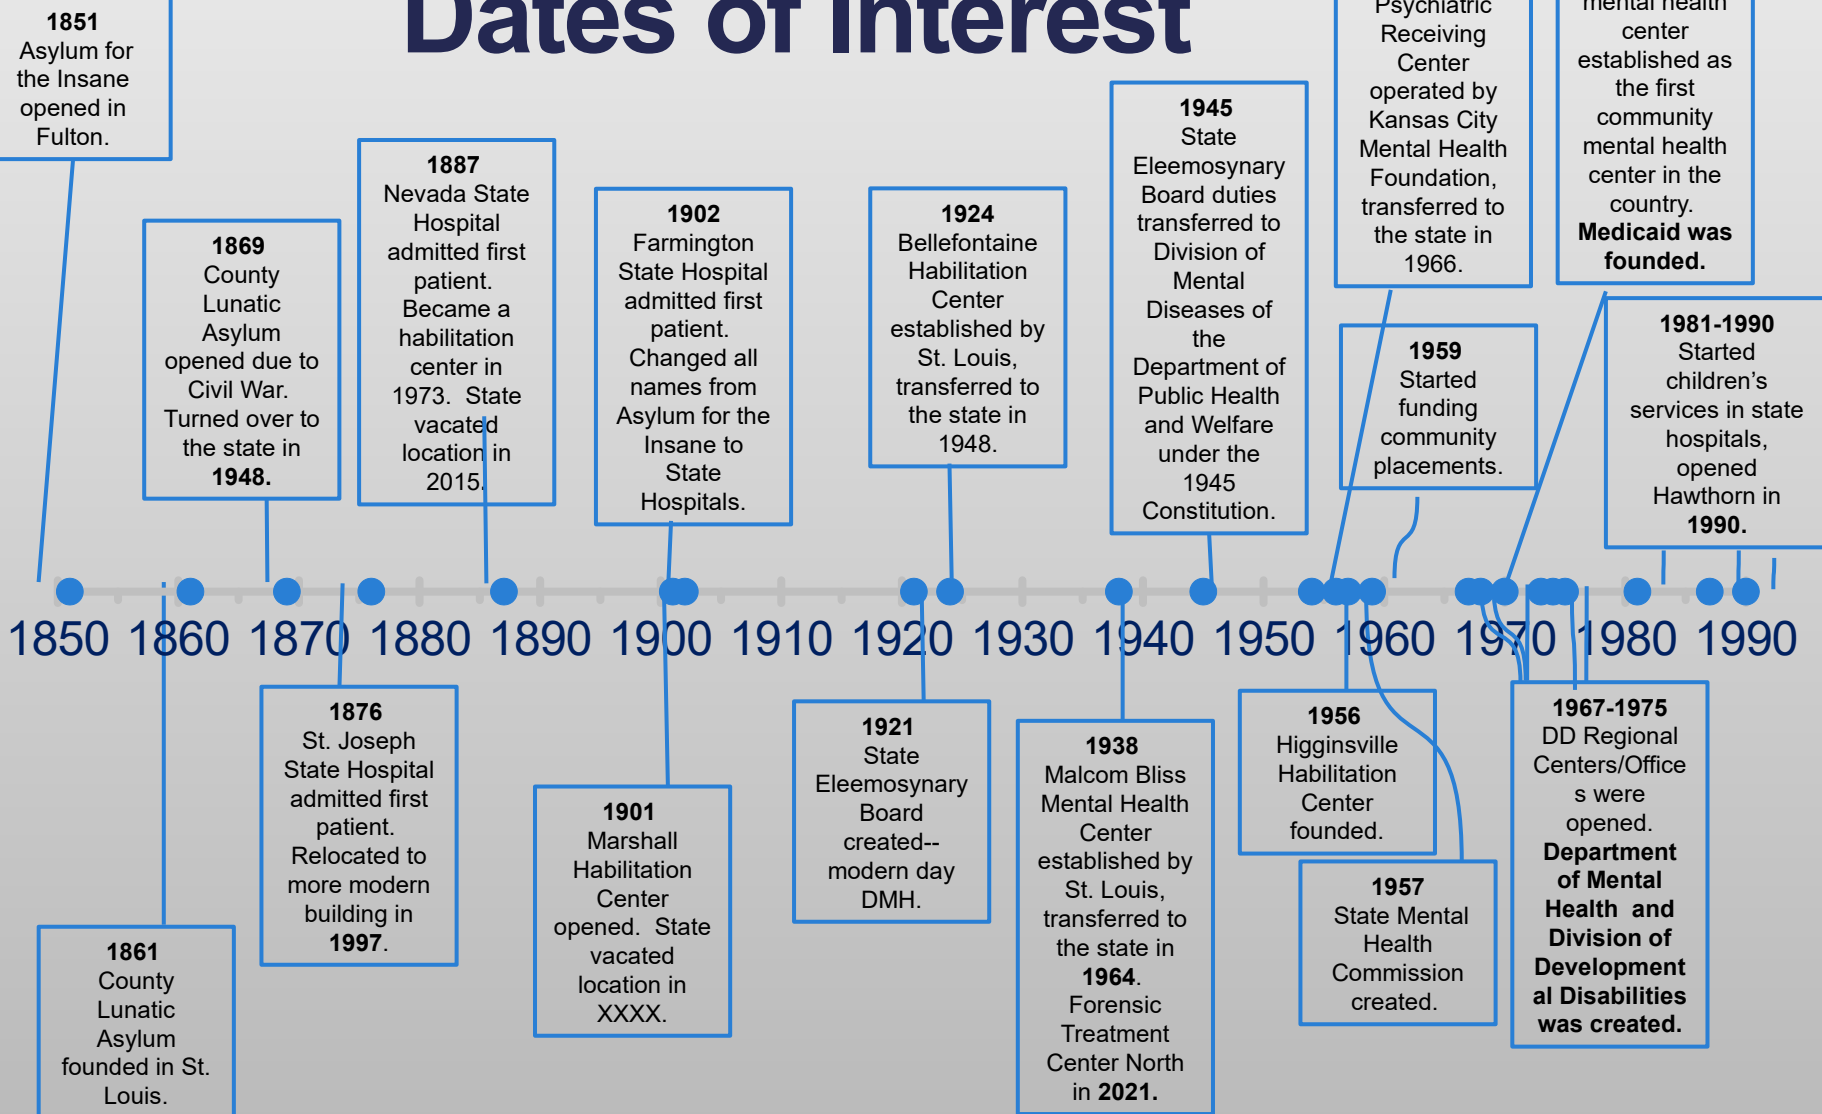 Dates of Interest
1851
Asylum for
the Insane
opened in
Fulton.
1869
County
Lunatic
Asylum
opened due to
Civil War.
Turned over to
the state in
1948.
1887
Nevada State
Hospital
admitted first
patient.
Became a
habilitation
center in
1973.  State
vacated
location in
2015.
1902
Farmington
State Hospital
admitted first
patient.
Changed all
names from
Asylum for the
Insane to
State
Hospitals.
1924
Bellefontaine
Habilitation
Center
established by
St. Louis,
transferred to
the state in
1948.
1945
State
Eleemosynary
Board duties
transferred to
Division of
Mental
Diseases of
the
Department of
Public Health
and Welfare
under the
1945
Constitution.
Psychiatric
Receiving
Center
operated by
Kansas City
Mental Health
Foundation,
transferred to
the state in
1966.
1959
Started
funding
community
placements.
mental health
center
established as
the first
community
mental health
center in the
country.
Medicaid was
founded.
1981-1990
Started
children’s
services in state
hospitals,
opened
Hawthorn in
1990.
1850 1860 1870 1880 1890 1900 1910 1920 1930 1940 1950 1960 1970 1980 1990
1861
County
Lunatic
Asylum
founded in St.
Louis.
1876
St. Joseph
State Hospital
admitted first
patient.
Relocated to
more modern
building in
1997.
1901
Marshall
Habilitation
Center
opened.  State
vacated
location in
XXXX.
1921
State
Eleemosynary
Board
created--
modern day
DMH.
1938
Malcom Bliss
Mental Health
Center
established by
St. Louis,
transferred to
the state in
1964.
Forensic
Treatment
Center North
in 2021.
1956
Higginsville
Habilitation
Center
founded.
1957
State Mental
Health
Commission
created.
1967-1975
DD Regional
Centers/Office
s were
opened.
Department
of Mental
Health  and
Division of
Development
al Disabilities
was created.